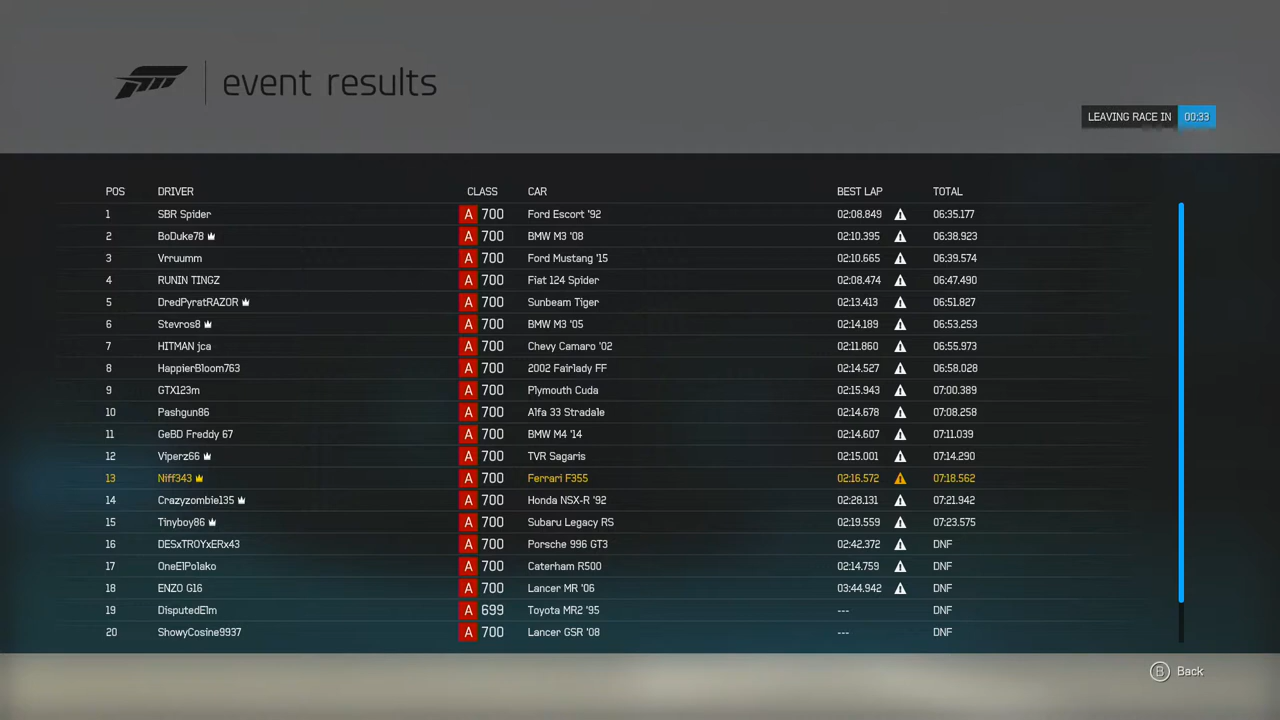 event results
LEAVING RACE IN 00:33
POS DRIVER CLASS CAR BEST LAP TOTAL
1 SBR Spider A 700 Ford Escort '92 02:08.849 06:35.177
2 BoDuke78 A 700 BMW M3 '08 02:10.395 06:38.923
3 Vrruumm A 700 Ford Mustang '15 02:10.665 06:39.574
4 RUNIN TINGZ A 700 Fiat 124 Spider 02:08.474 06:47.490
5 DredPyratRAZOR A 700 Sunbeam Tiger 02:13.413 06:51.827
6 Stevros8 A 700 BMW M3 '05 02:14.189 06:53.253
7 HITMAN jca A 700 Chevy Camaro '02 02:11.860 06:55.973
8 HappierBloom763 A 700 2002 Fairlady FF 02:14.527 06:58.028
9 GTX123m A 700 Plymouth Cuda 02:15.943 07:00.389
10 Pashgun86 A 700 Alfa 33 Stradale 02:14.678 07:08.258
11 GeBD Freddy 67 A 700 BMW M4 '14 02:14.607 07:11.039
12 Viperz66 A 700 TVR Sagaris 02:15.001 07:14.290
13 Niff343 A 700 Ferrari F355 02:16.572 07:18.562
14 Crazyzombie135 A 700 Honda NSX-R '92 02:28.131 07:21.942
15 Tinyboy86 A 700 Subaru Legacy RS 02:19.559 07:23.575
16 DESxTROYxERx43 A 700 Porsche 996 GT3 02:42.372 DNF
17 OneElPolako A 700 Caterham R500 02:14.759 DNF
18 ENZO G16 A 700 Lancer MR '06 03:44.942 DNF
19 DisputedElm A 699 Toyota MR2 '95 --- DNF
20 ShowyCosine9937 A 700 Lancer GSR '08 --- DNF
B Back